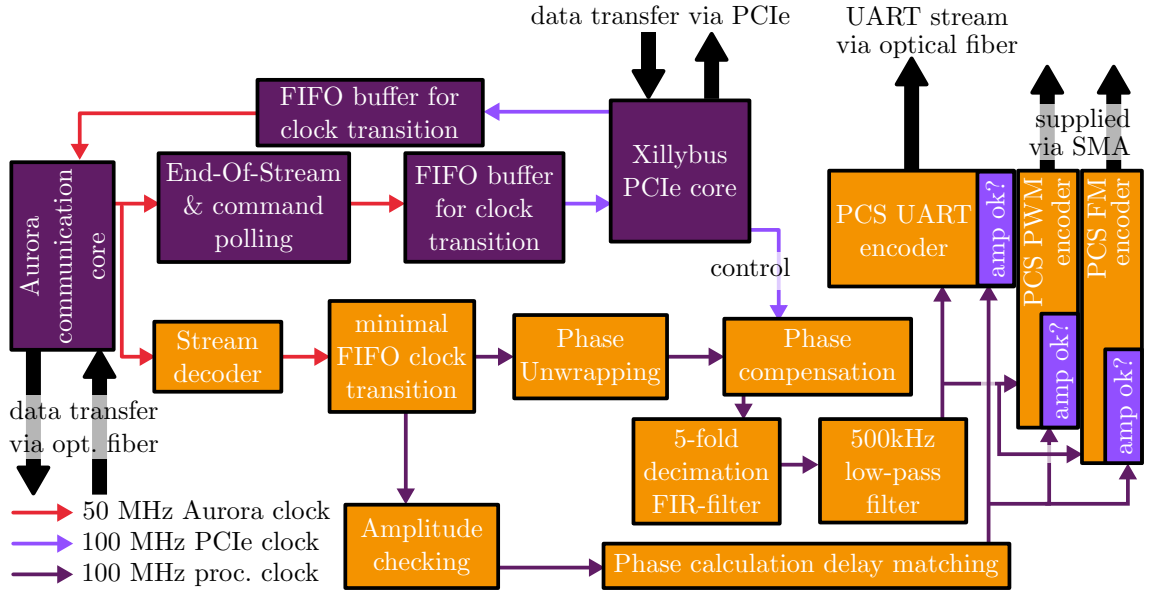 data transfer via PCIe
UART stream
via optical fiber
supplied
via SMA
FIFO buffer for
clock transition
Xillybus
PCIe core
Aurora
communication
core
End-Of-Stream
& command
polling
FIFO buffer
for clock
transition
control
PCS UART
encoder
amp ok?
PCS PWM
encoder
amp ok?
PCS FM
encoder
amp ok?
Stream
decoder
minimal
FIFO clock
transition
Phase
Unwrapping
Phase
compensation
data transfer
via opt. fiber
5-fold
decimation
FIR-filter
500kHz
low-pass
filter
50 MHz Aurora clock
100 MHz PCIe clock
100 MHz proc. clock
Amplitude
checking
Phase calculation delay matching